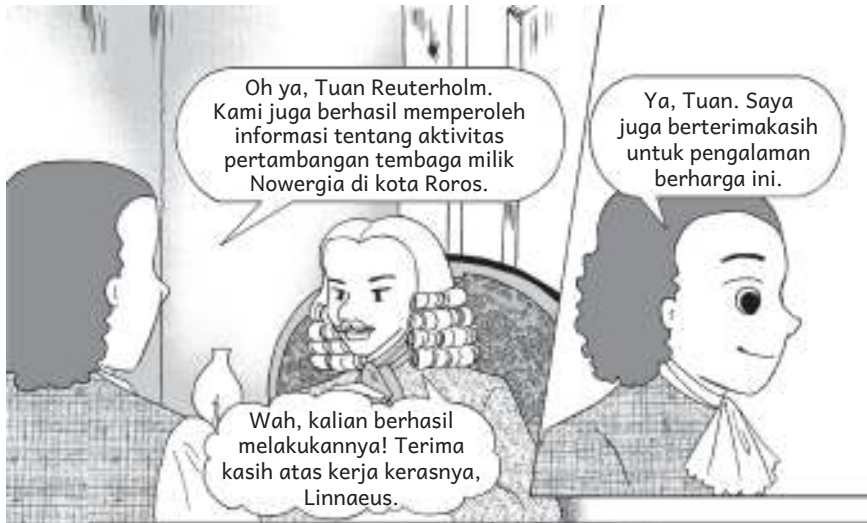 Oh ya, Tuan Reuterholm.
Kami juga berhasil memperoleh
informasi tentang aktivitas
pertambangan tembaga milik
Nowergia di kota Roros.
Wah, kalian berhasil
melakukannya! Terima
kasih atas kerja kerasnya,
Linnaeus.
Ya, Tuan. Saya
juga berterimakasih
untuk pengalaman
berharga ini.